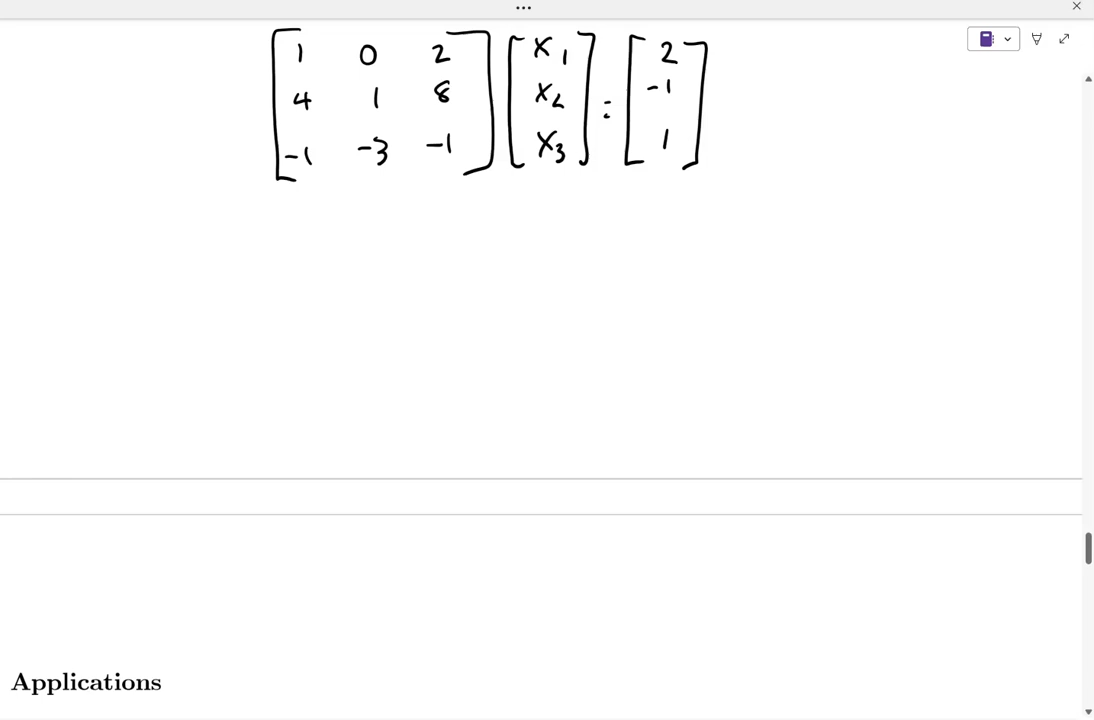 [1 0 2] [x1] = [2]
[4 1 8] [x2] [-1]
[-1 -3 -1] [x3] [1]
Applications